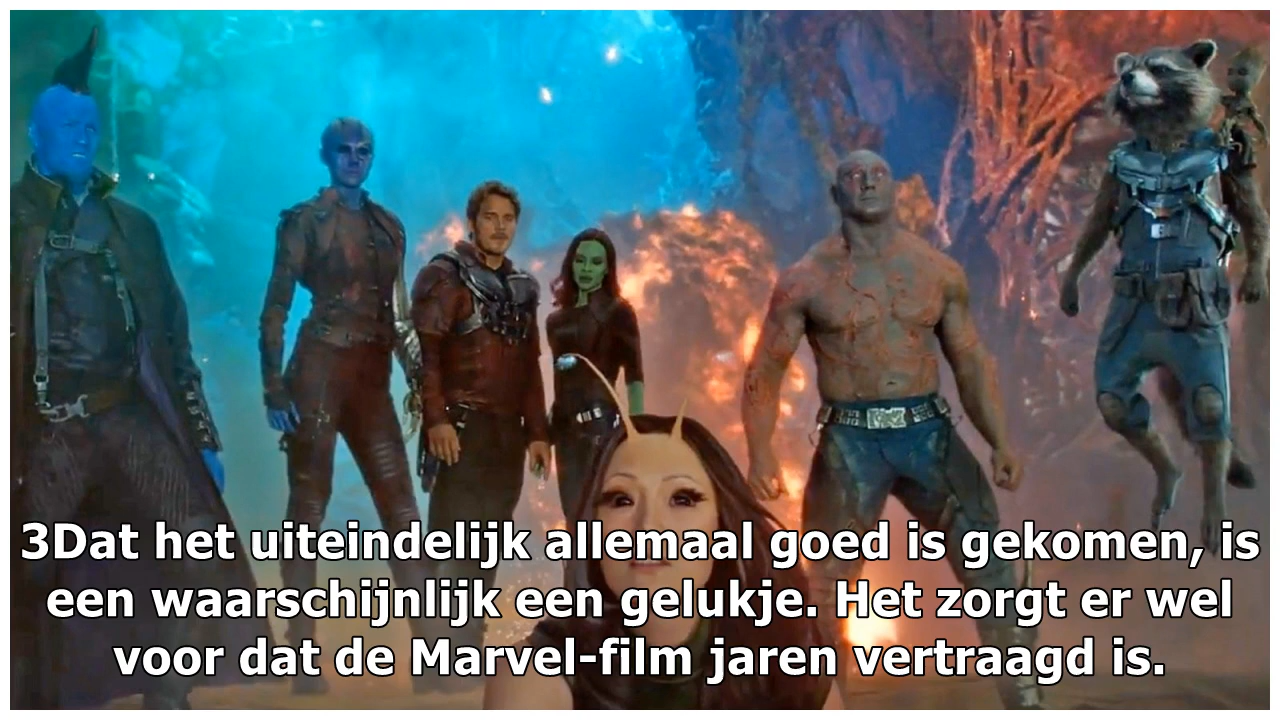 3Dat het uiteindelijk allemaal goed is gekomen, is
een waarschijnlijk een gelukje. Het zorgt er wel
voor dat de Marvel-film jaren vertraagd is.